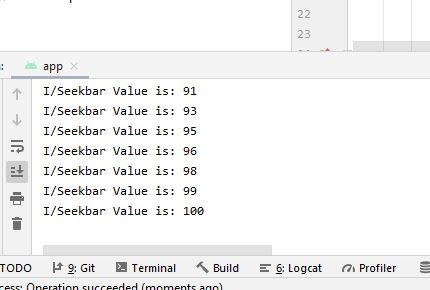 22
23
app
I/Seekbar Value is: 91
I/Seekbar Value is: 93
I/Seekbar Value is: 95
I/Seekbar Value is: 96
I/Seekbar Value is: 98
I/Seekbar Value is: 99
I/Seekbar Value is: 100
TODO 9: Git Terminal Build 6: Logcat Profiler
cess: Operation succeeded (moments ago)